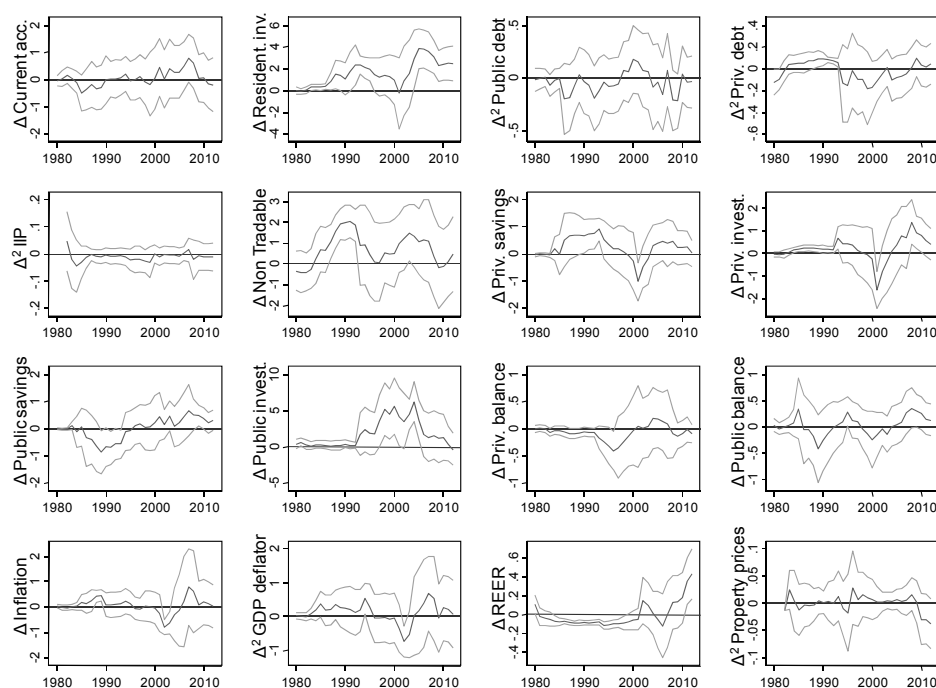 Δ Current acc.
2
1
0
-1
-2
1980 1990 2000 2010
Δ Resident. inv.
6
4
2
0
-2
-4
1980 1990 2000 2010
Δ² Public debt
.5
0
-.5
1980 1990 2000 2010
Δ² Priv. debt
.4
.2
0
-.2
-.4
-.6
1980 1990 2000 2010
Δ² IIP
.2
.1
0
-.1
-.2
1980 1990 2000 2010
Δ Non Tradable
3
2
1
0
-1
-2
1980 1990 2000 2010
Δ Priv. savings
2
1
0
-1
-2
1980 1990 2000 2010
Δ Priv. invest.
2
1
0
-1
-2
1980 1990 2000 2010
Δ Public savings
2
1
0
-1
-2
1980 1990 2000 2010
Δ Public invest.
10
5
0
-5
1980 1990 2000 2010
Δ Priv. balance
1
.5
0
-.5
-1
1980 1990 2000 2010
Δ Public balance
1
.5
0
-.5
-1
1980 1990 2000 2010
Δ Inflation
2
1
0
-1
-2
1980 1990 2000 2010
Δ² GDP deflator
2
1
0
-1
1980 1990 2000 2010
Δ REER
.6
.4
.2
0
-.2
-.4
1980 1990 2000 2010
Δ² Property prices
.1
.05
0
-.05
-.1
1980 1990 2000 2010